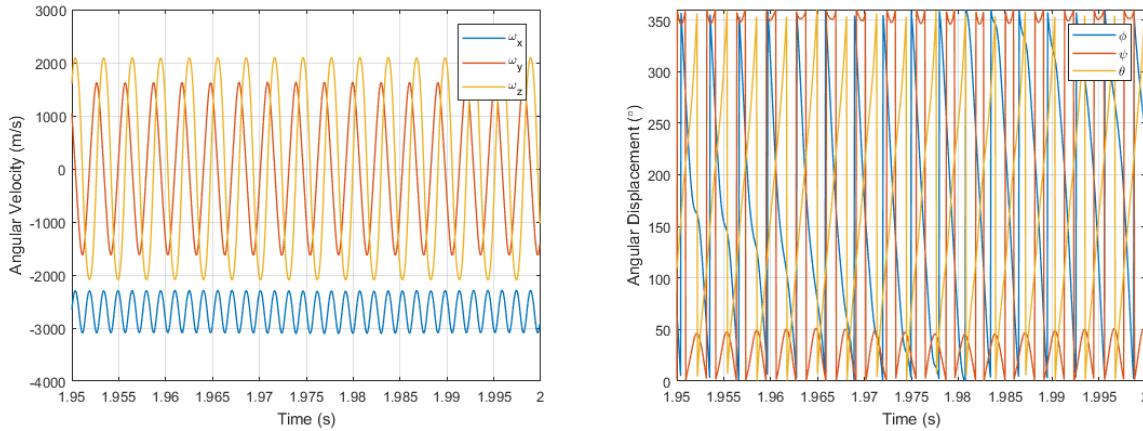 Angular Velocity (m/s)
3000
2000
1000
0
-1000
-2000
-3000
-4000
1.95 1.955 1.96 1.965 1.97 1.975 1.98 1.985 1.99 1.995 2
Time (s)
ωx
ωy
ωz
Angular Displacement (°)
350
300
250
200
150
100
50
0
1.95 1.955 1.96 1.965 1.97 1.975 1.98 1.985 1.99 1.995 2
Time (s)
ϕ
ψ
θ